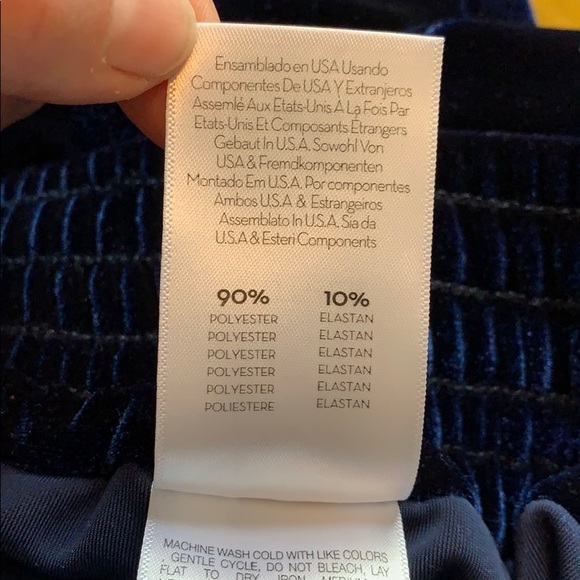 Ensamblado en USA Usando
Componentes De USA Y Extranjeros
Assemlé Aux Etats-Unis À La Fois Par
Etats-Unis Et Composants Étrangers
Gebaut In U.S.A. Sowohl Von
USA & Fremdkomponenten
Montado Em U.S.A. Por componentes
Ambos U.S.A & Estrangeiros
Assemblato In U.S.A. Sia da
U.S.A & Esteri Components
90% 10%
POLYESTER ELASTAN
POLYESTER ELASTAN
POLYESTER ELASTAN
POLYESTER ELASTAN
POLYESTER ELASTAN
POLIESTERE ELASTAN
MACHINE WASH COLD WITH LIKE COLORS
GENTLE CYCLE, DO NOT BLEACH, LAY
FLAT TO DRY, IRON MEDIUM